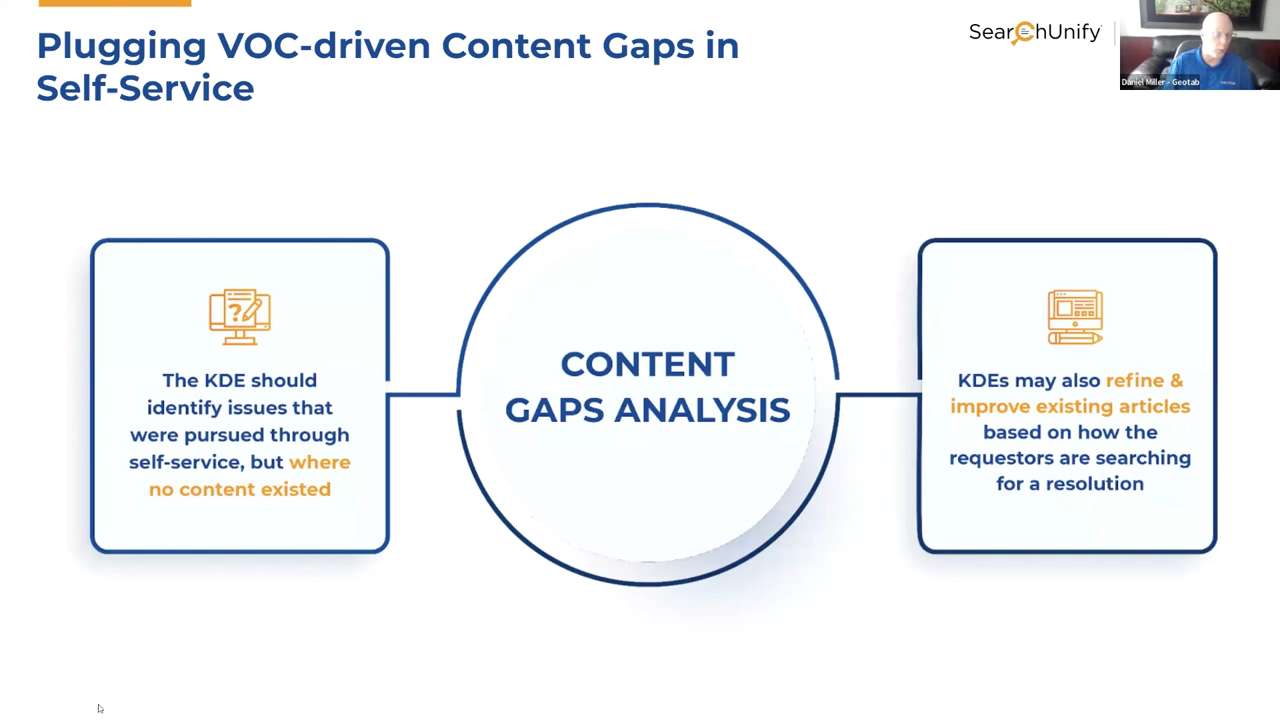 Plugging VOC-driven Content Gaps in
Self-Service
SearchUnify
Daniel Miller - Geotab
The KDE should
identify issues that
were pursued through
self-service, but where
no content existed
CONTENT
GAPS ANALYSIS
KDEs may also refine &
improve existing articles
based on how the
requestors are searching
for a resolution